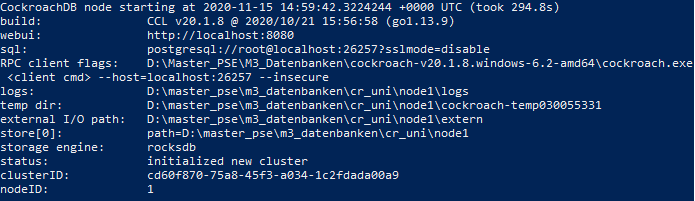 CockroachDB node starting at 2020-11-15 14:59:42.3224244 +0000 UTC (took 294.8s)
build: CCL v20.1.8 @ 2020/10/21 15:56:58 (go1.13.9)
webui: http://localhost:8080
sql: postgresql://root@localhost:26257?sslmode=disable
RPC client flags: D:\Master_PSE\M3_Datenbanken\cockroach-v20.1.8.windows-6.2-amd64\cockroach.exe
<client cmd> --host=localhost:26257 --insecure
logs: D:\master_pse\m3_datenbanken\cr_uni\node1\logs
temp dir: D:\master_pse\m3_datenbanken\cr_uni\node1\cockroach-temp030055331
external I/O path: D:\master_pse\m3_datenbanken\cr_uni\node1\extern
store[0]: path=D:\master_pse\m3_datenbanken\cr_uni\node1
storage engine: rocksdb
status: initialized new cluster
clusterID: cd60f870-75a8-45f3-a034-1c2fdada00a9
nodeID: 1